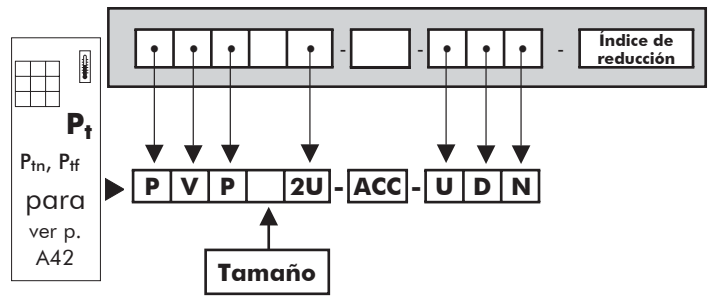 - - - Índice de
reducción
Pt
Ptn, Ptf
para
ver p.
A42
P V P 2U - ACC - U D N
Tamaño